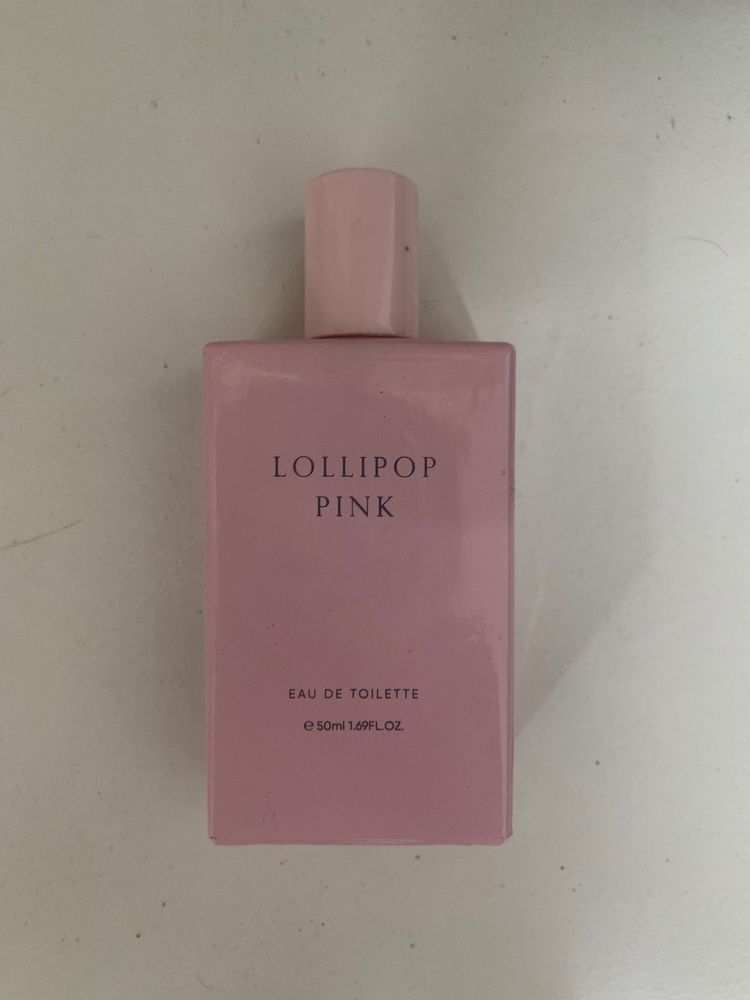 LOLLIPOP
PINK
EAU DE TOILETTE
℮ 50ml 1.69FL.OZ.